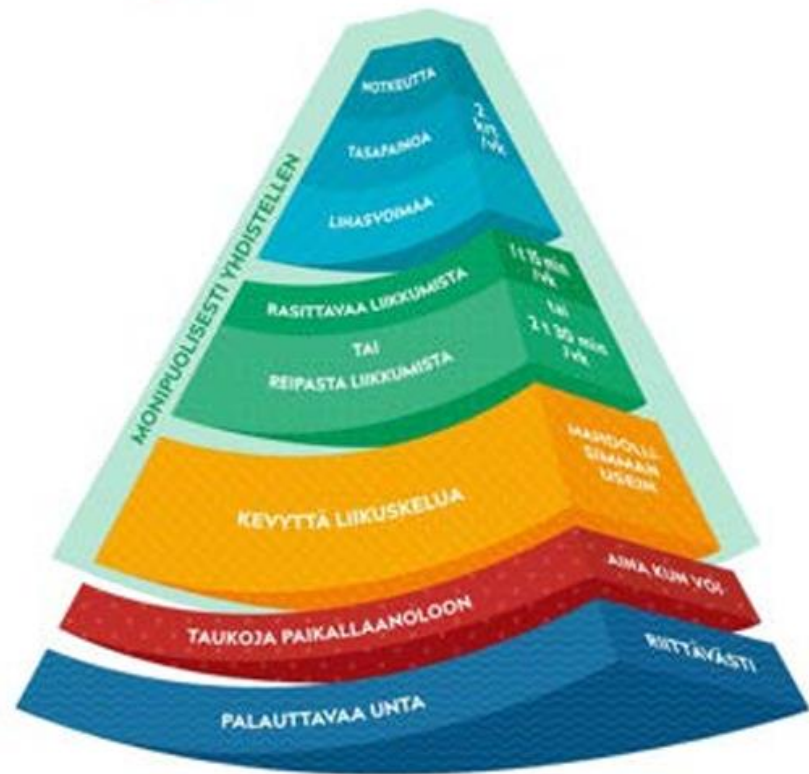 MONIPUOLISESTI YHDISTELLEN
NOTKEUTTA
TASAPAINOA
LIHASVOIMAA
2
krt
/vk
RASITTAVAA LIIKKUMISTA
TAI
REIPASTA LIIKKUMISTA
1 t 15 min
/vk
tai
2 t 30 min
/vk
KEVYTTÄ LIIKUSKELUA
MAHDOLLI-
SIMMAN
USEIN
TAUKOJA PAIKALLAANOLOON
AINA KUN VOI
PALAUTTAVAA UNTA
RIITTÄVÄSTI